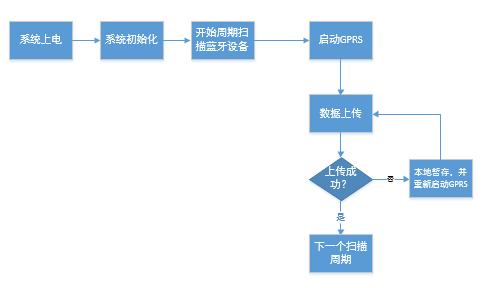 系统上电
系统初始化
开始周期扫
描蓝牙设备
启动GPRS
数据上传
上传成
功？
否
本地暂存，并
重新启动GPRS
是
下一个扫描
周期